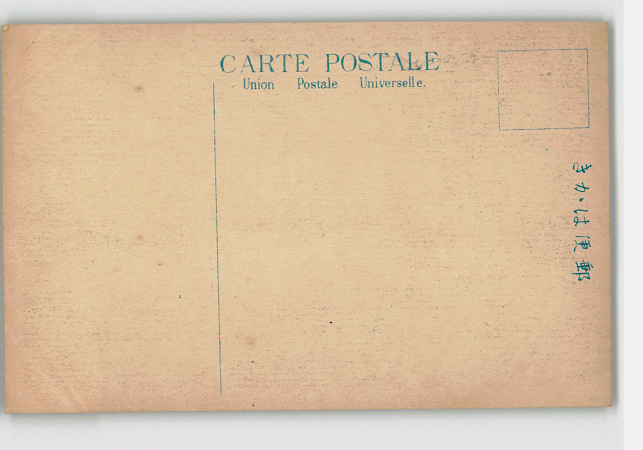 CARTE POSTALE
Union Postale Universelle.
きかは便郵